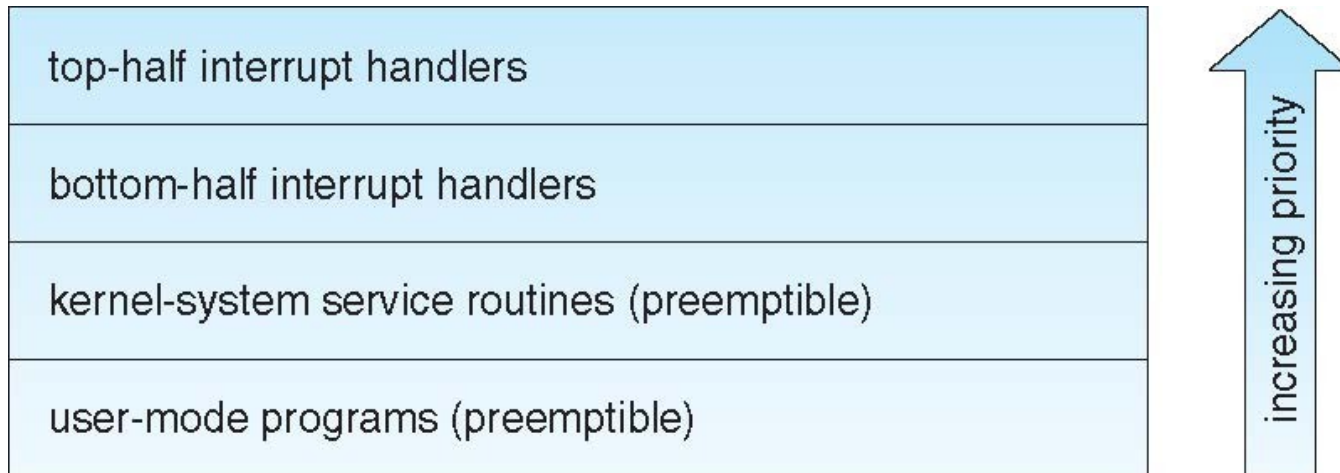 top-half interrupt handlers
bottom-half interrupt handlers
kernel-system service routines (preemptible)
user-mode programs (preemptible)
increasing priority